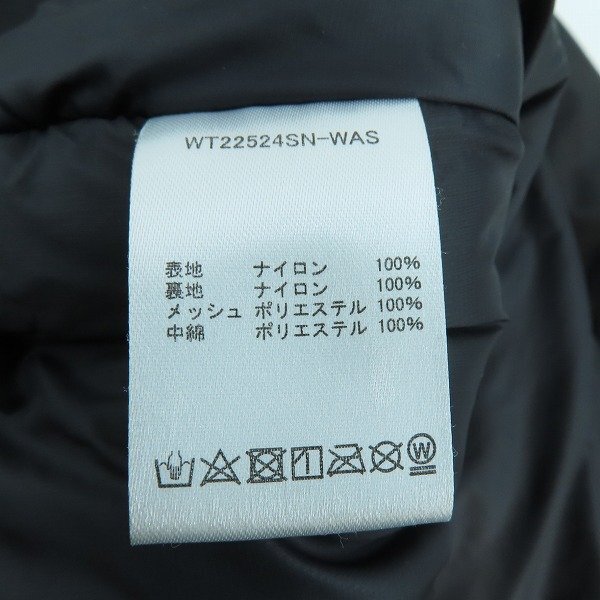 WT22524SN-WAS
表地 ナイロン 100%
裏地 ナイロン 100%
メッシュ ポリエステル 100%
中綿 ポリエステル 100%
W